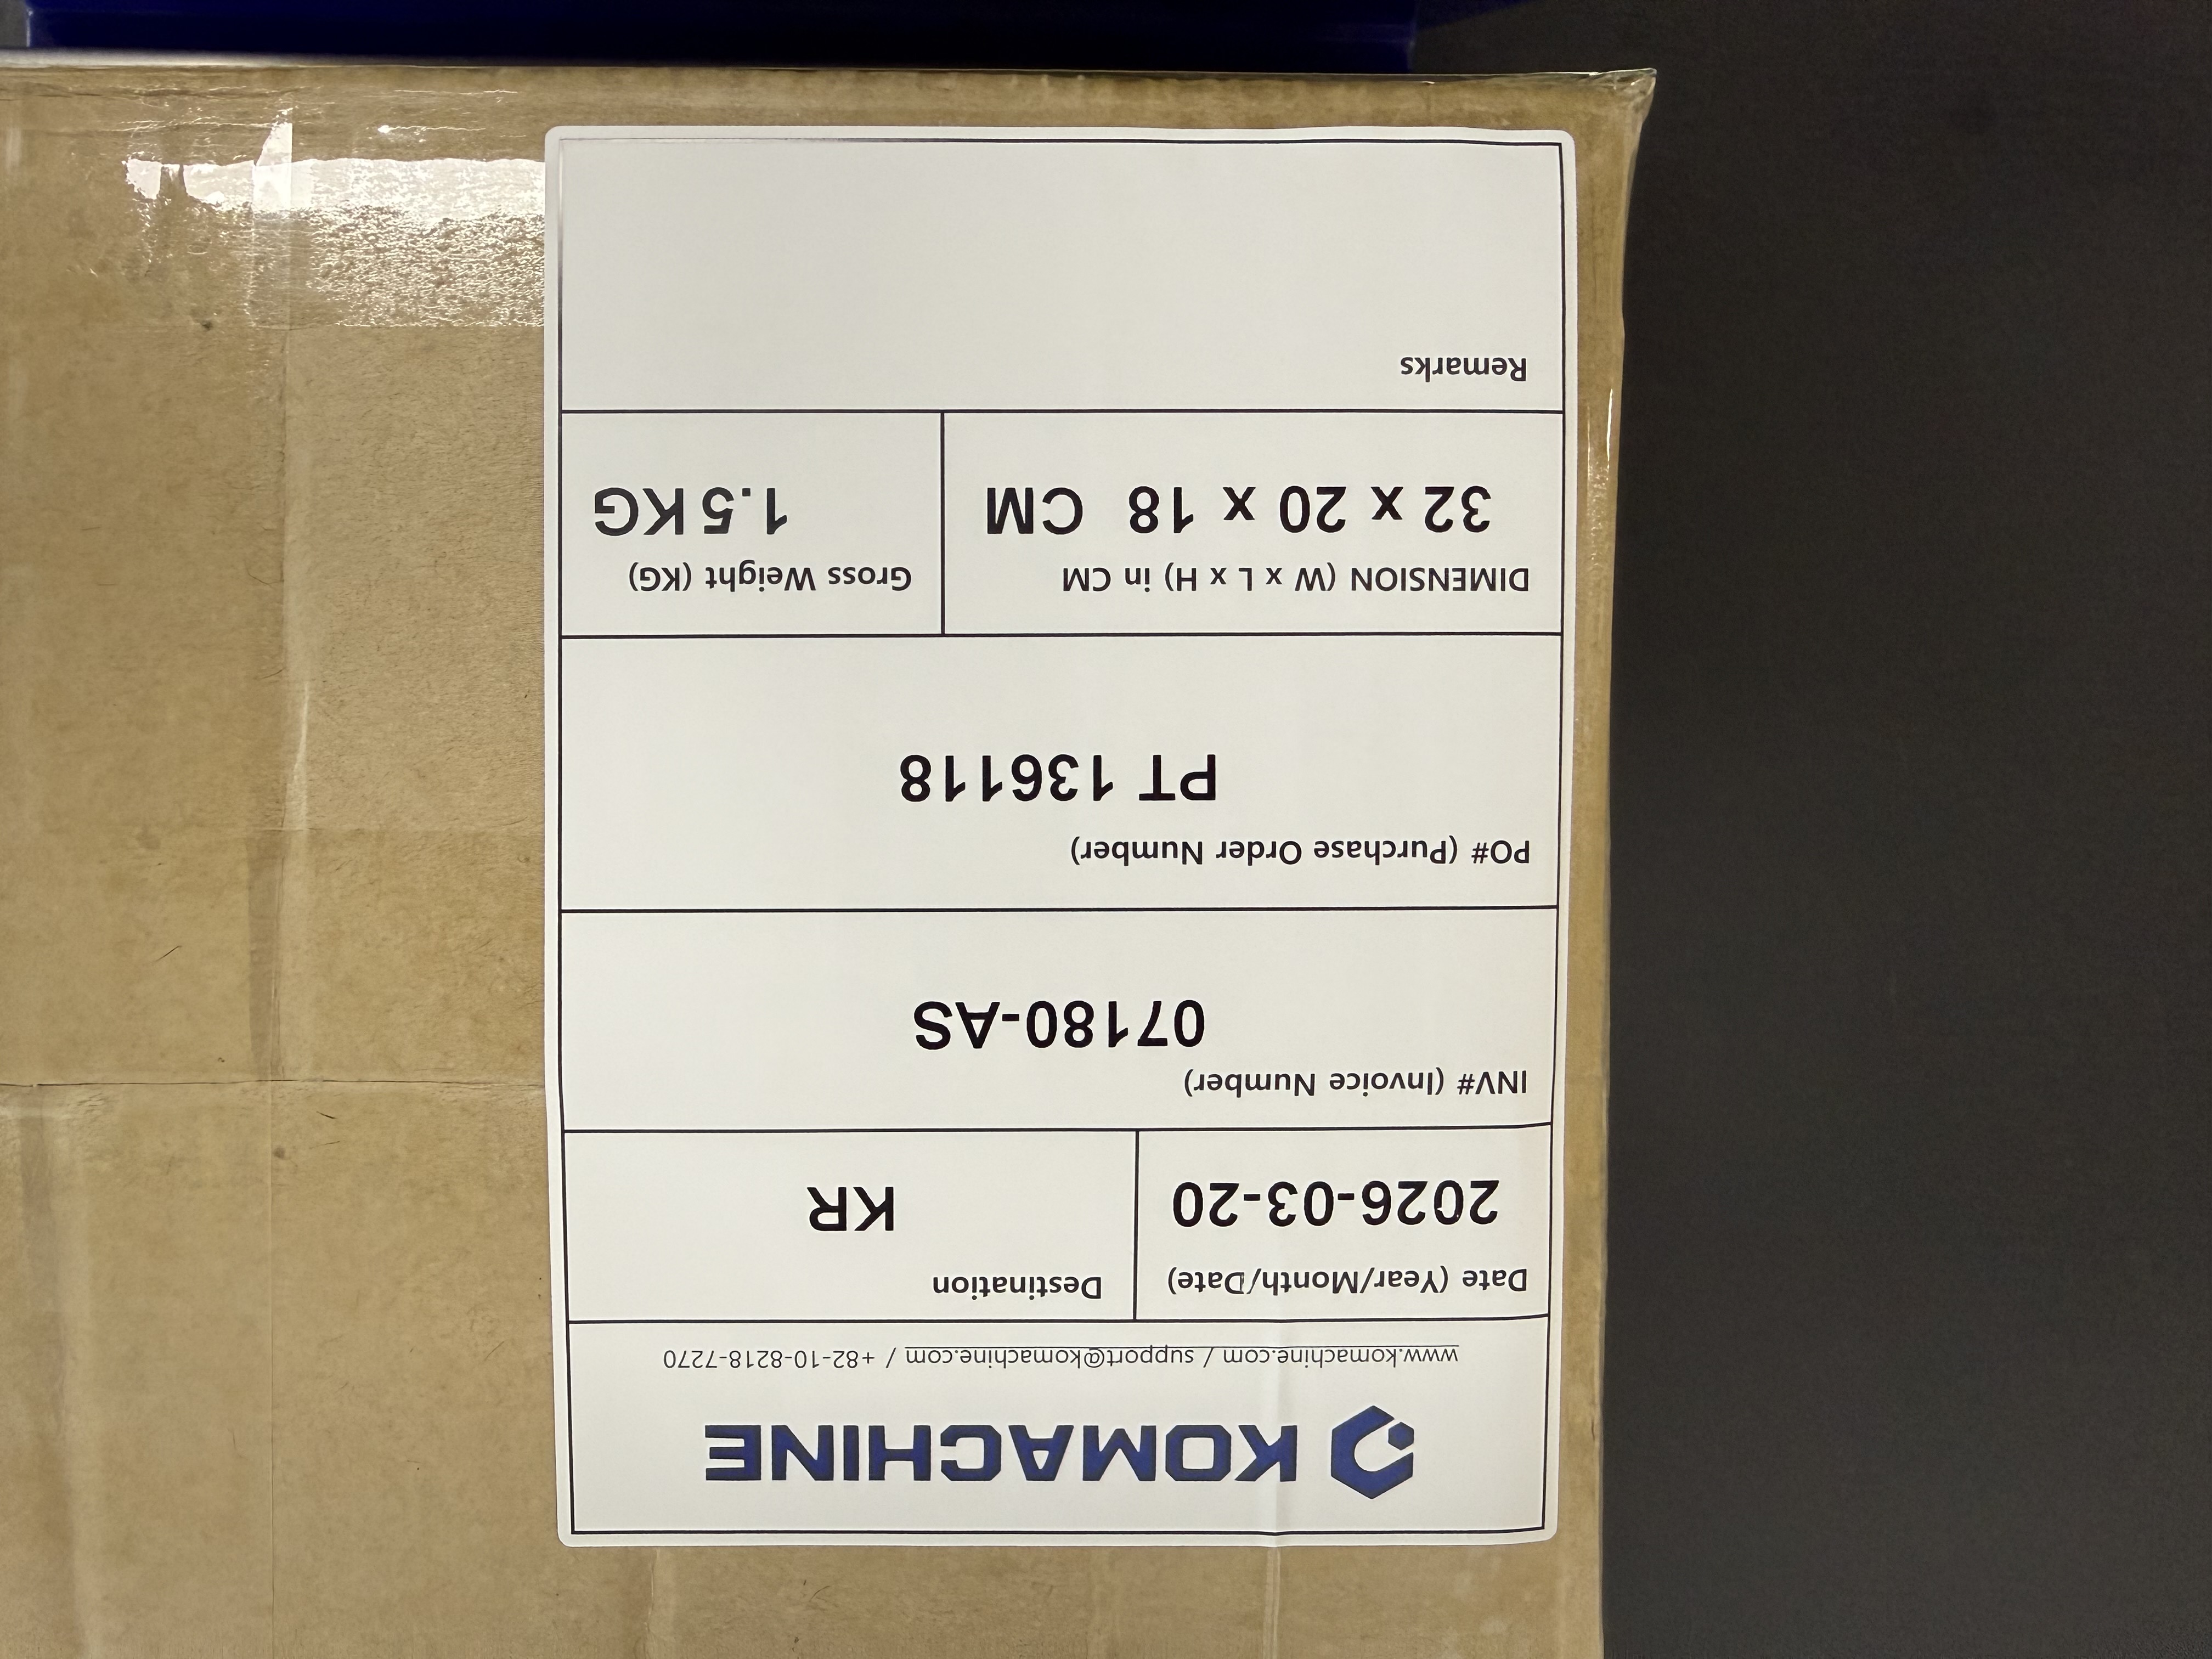 KOMACHINE
www.komachine.com / support@komachine.com / +82-10-8218-7270
Date (Year/Month/Date)
2026-03-20
Destination
KR
INV# (Invoice Number)
07180-AS
PO# (Purchase Order Number)
PT 136118
DIMENSION (W x L x H) in CM
32 x 20 x 18 CM
Gross Weight (KG)
1.5 KG
Remarks